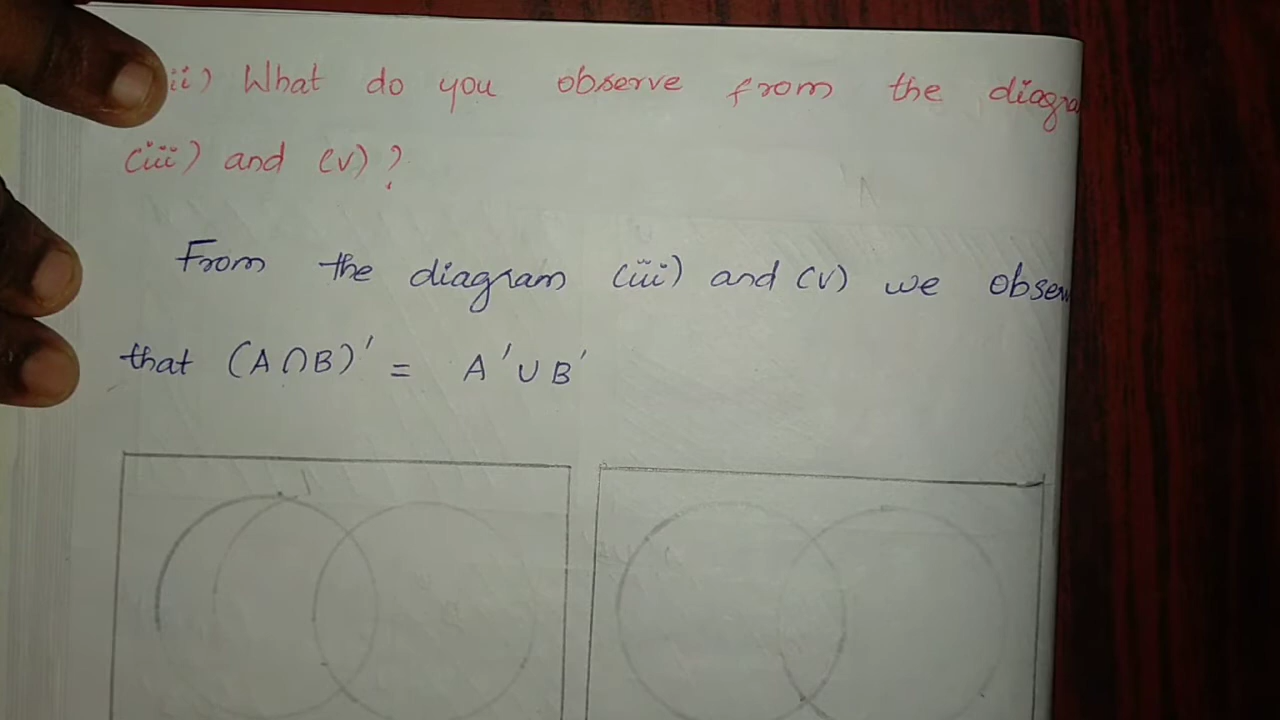 ii) What do you observe from the diagra
(iii) and (v) ?
From the diagram (iii) and (v) we obser
that (A∩B)' = A'∪B'